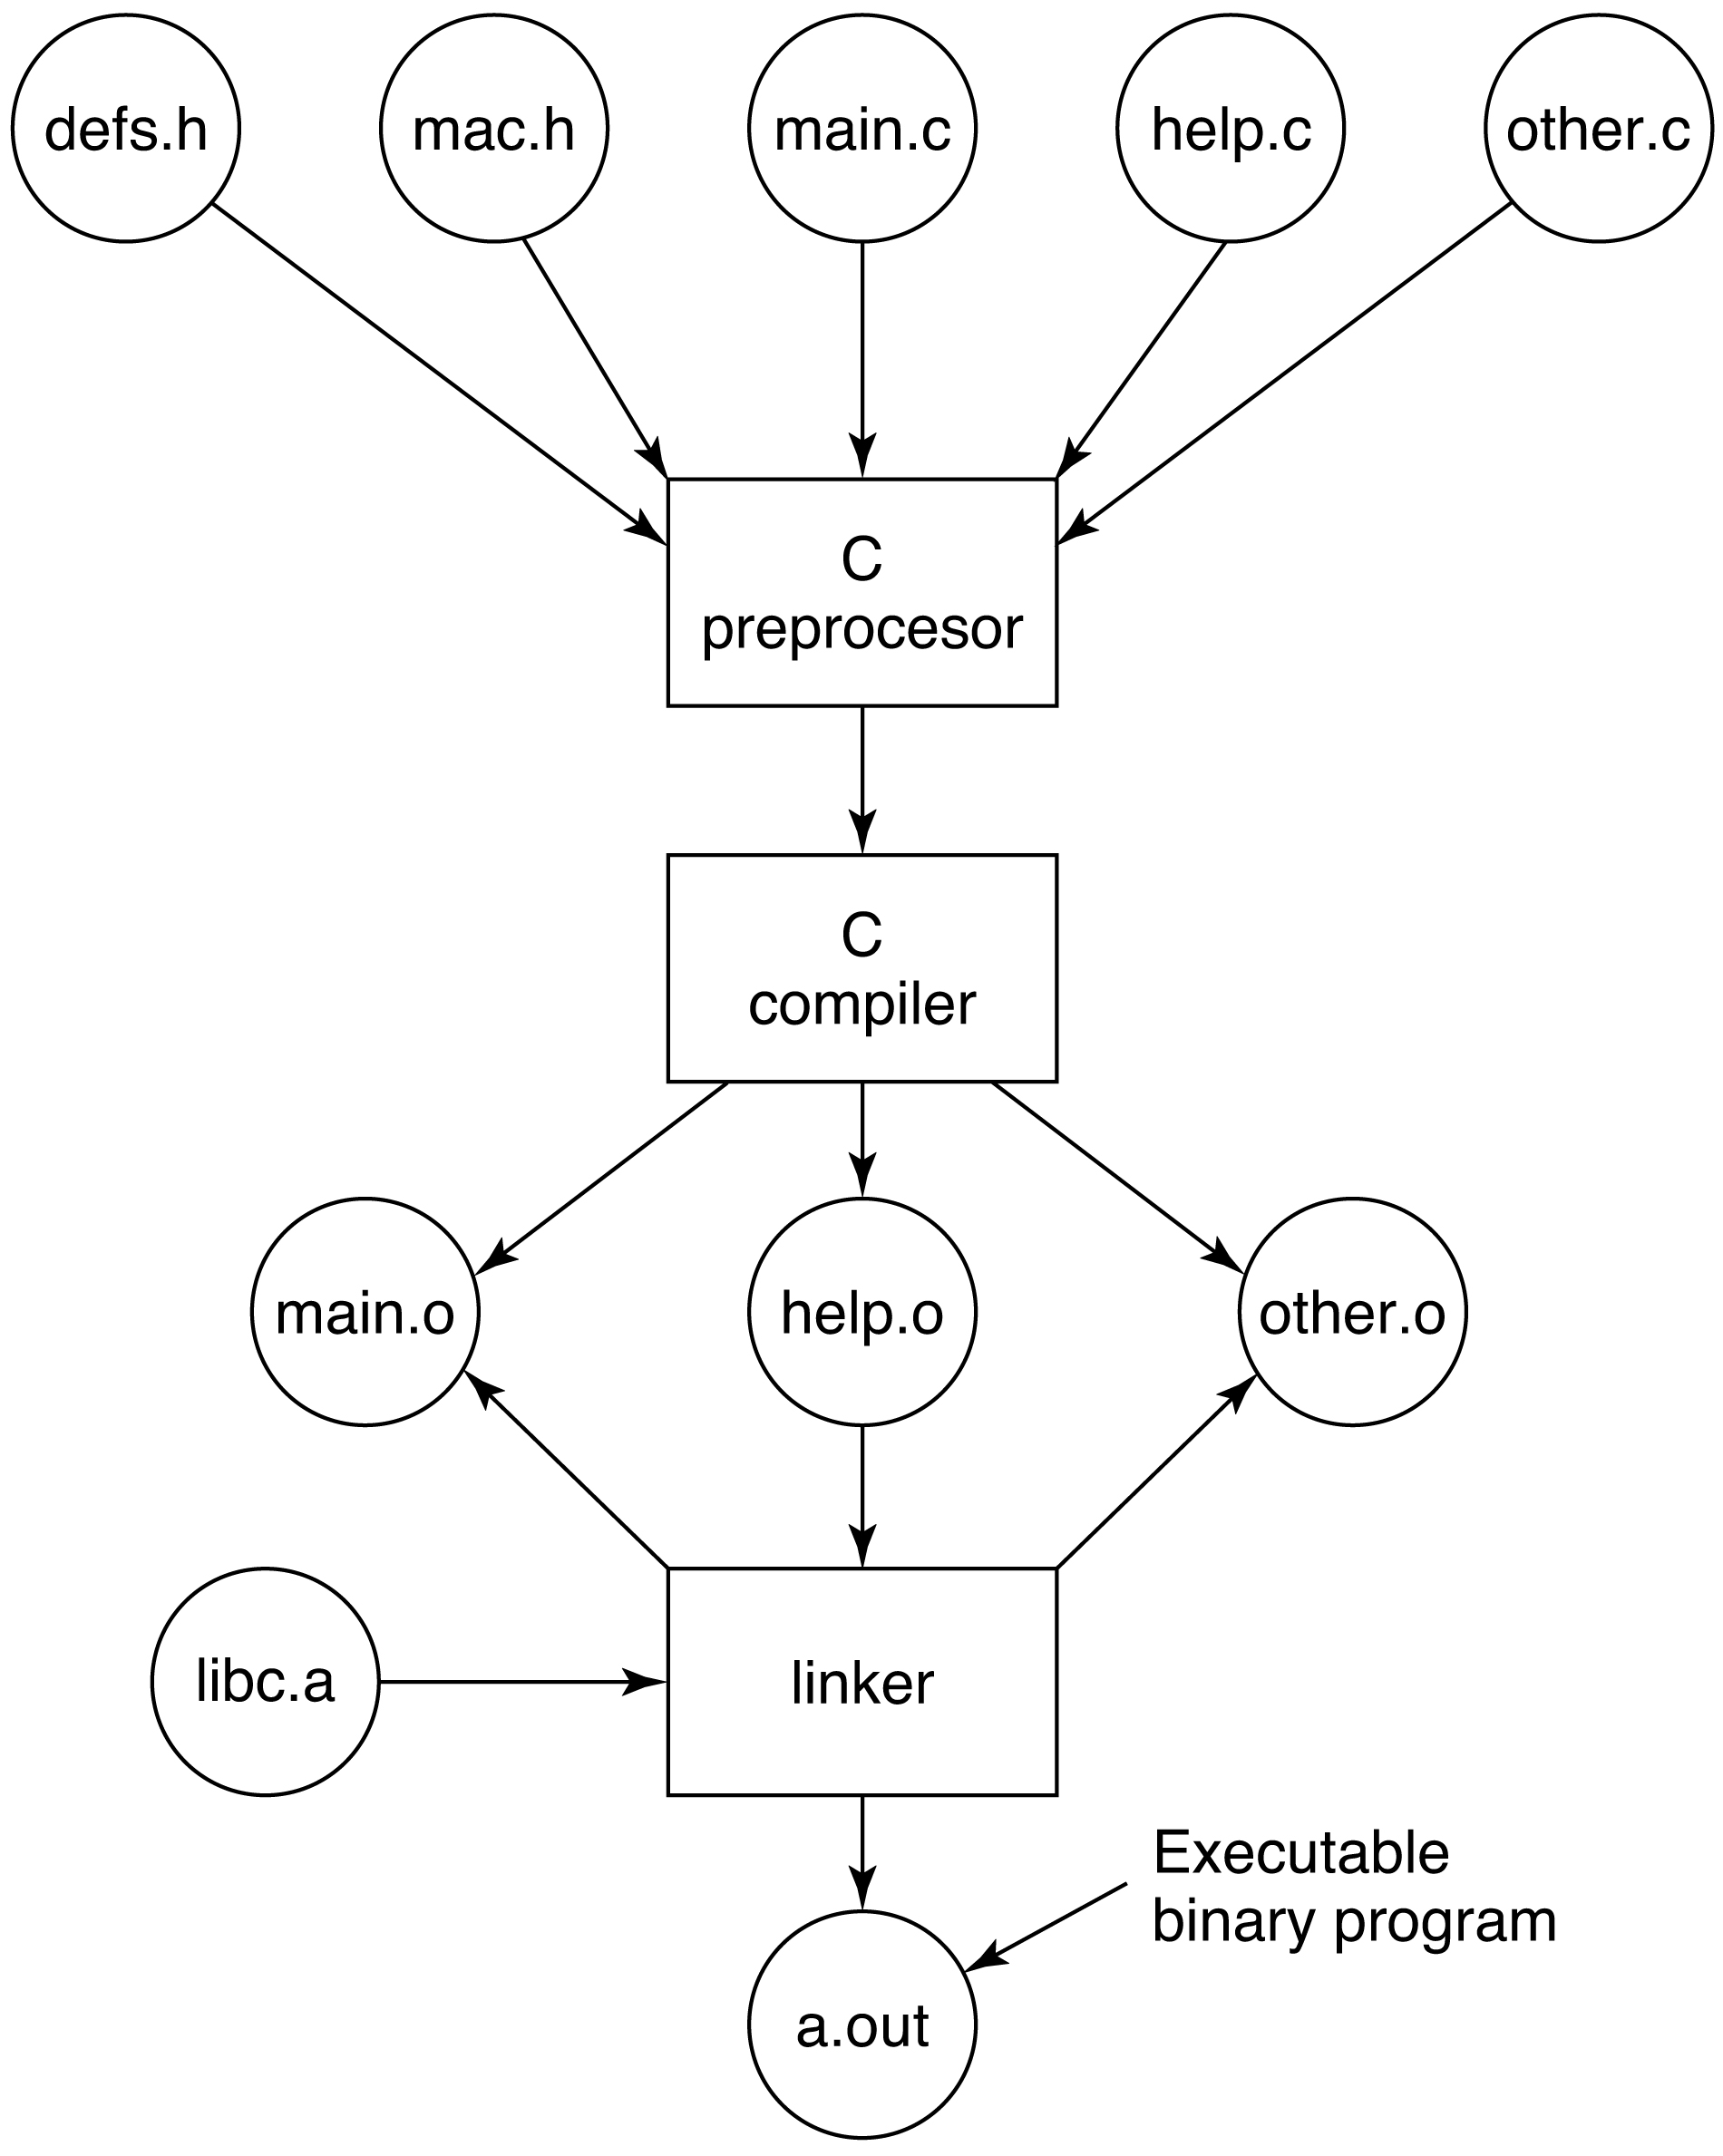 defs.h
mac.h
main.c
help.c
other.c
C
preprocesor
C
compiler
main.o
help.o
other.o
libc.a
linker
Executable
binary program
a.out